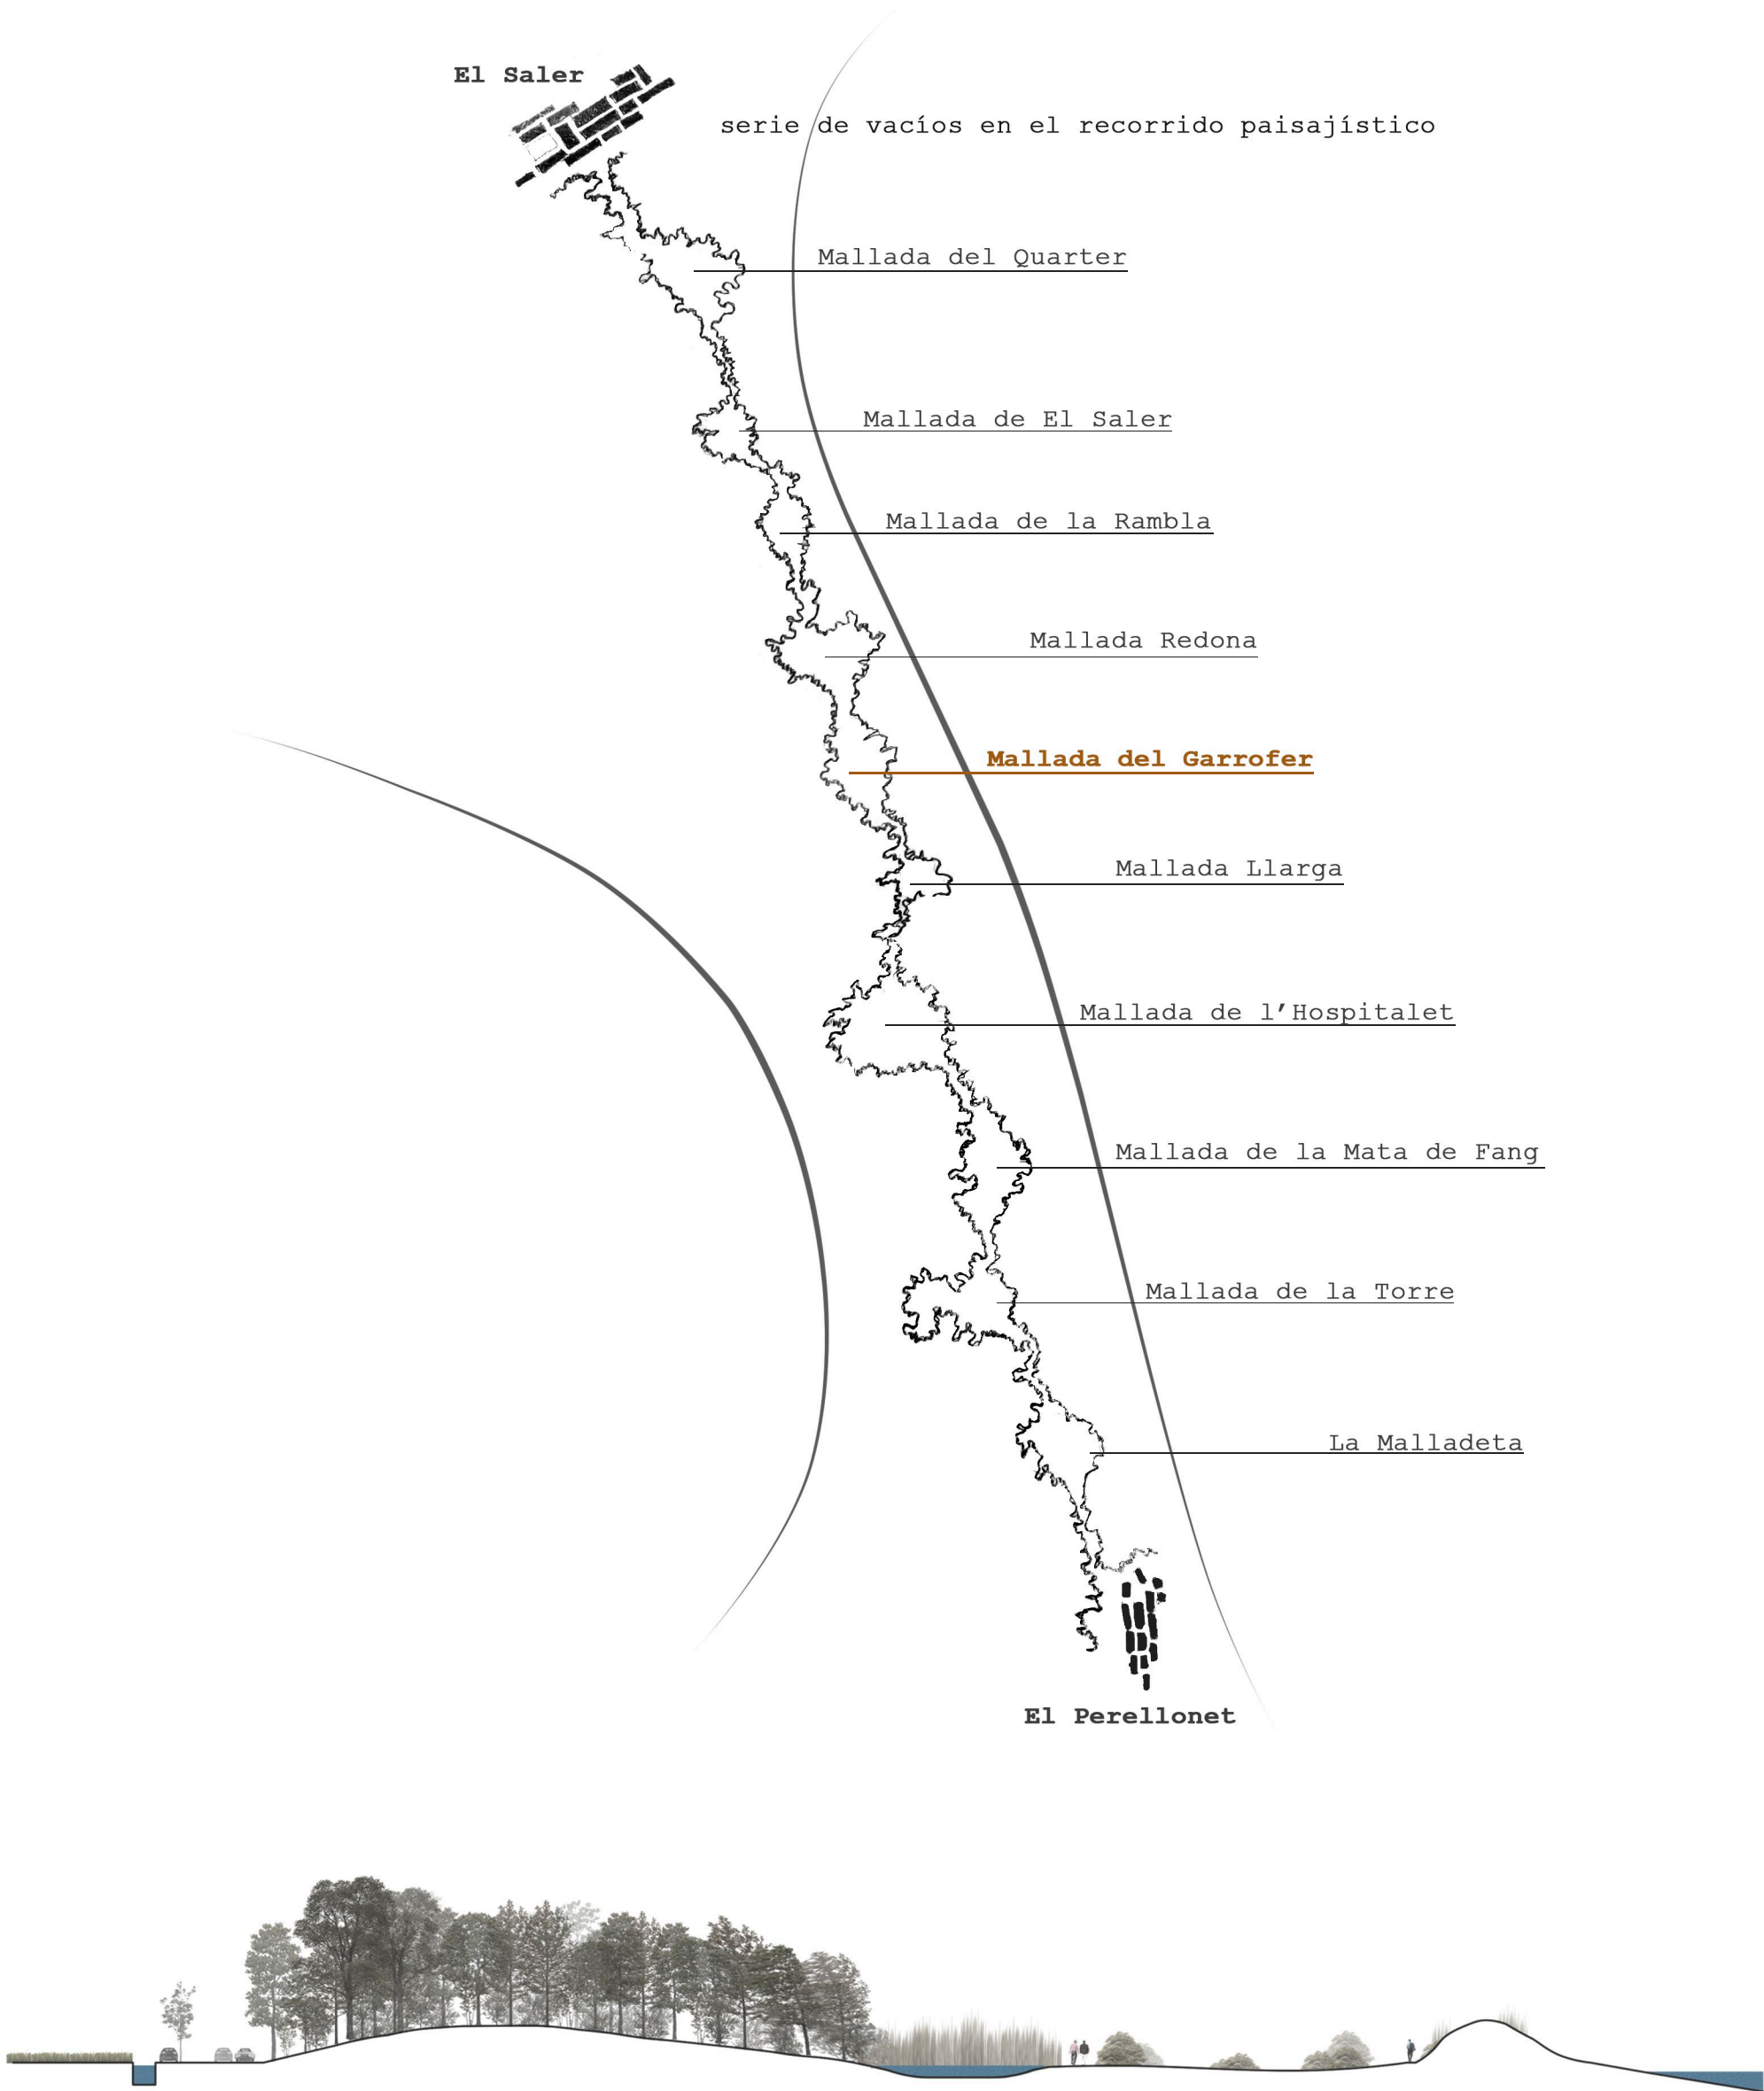 El Saler
serie de vacíos en el recorrido paisajístico
Mallada del Quarter
Mallada de El Saler
Mallada de la Rambla
Mallada Redona
Mallada del Garrofer
Mallada Llarga
Mallada de l’Hospitalet
Mallada de la Mata de Fang
Mallada de la Torre
La Malladeta
El Perellonet